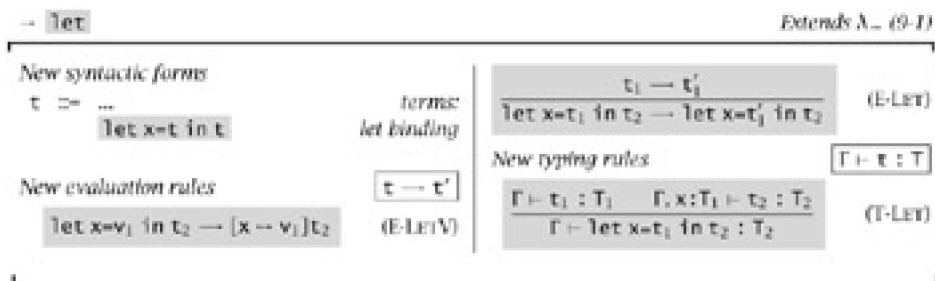 → let
Extends λ→ (9-1)
New syntactic forms
t ::= ...
terms:
let x=t in t
let binding
New evaluation rules
t → t′
let x=v₁ in t₂ → [x ↦ v₁]t₂
(E-LETV)
t₁ → t′₁
let x=t₁ in t₂ → let x=t′₁ in t₂
(E-LET)
New typing rules
Γ ⊢ t : T
Γ ⊢ t₁ : T₁ Γ, x:T₁ ⊢ t₂ : T₂
Γ ⊢ let x=t₁ in t₂ : T₂
(T-LET)